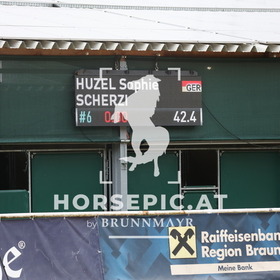 HUZEL Sophie
GER
SCHERZI
#6
42.4
HORSEPIC.AT
by BRUNNMAYR
Raiffeisenban
Region Braun
Meine Bank
e